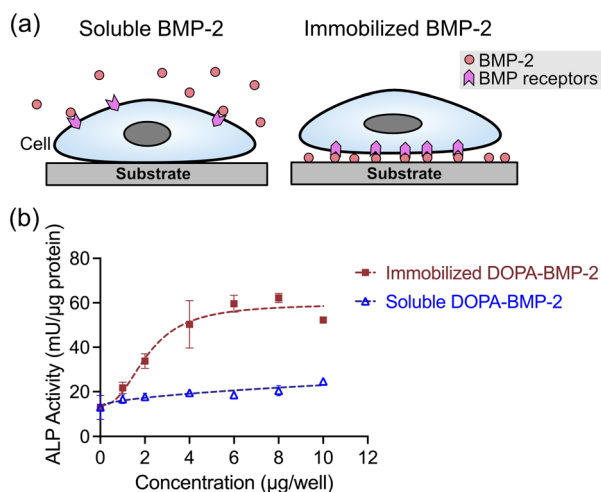 (a)
Soluble BMP-2
Immobilized BMP-2
BMP-2
BMP receptors
Cell
Substrate
Substrate
(b)
80
60
40
20
0
0
2
4
6
8
10
12
ALP Activity (mU/μg protein)
Concentration (μg/well)
Immobilized DOPA-BMP-2
Soluble DOPA-BMP-2